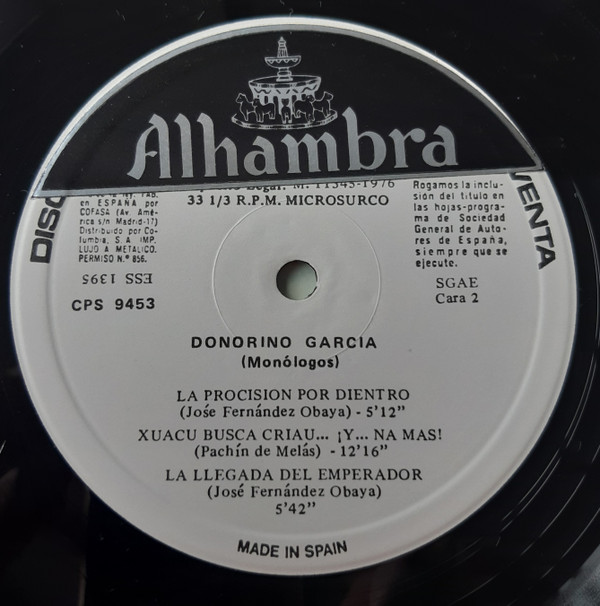 Alhambra
Legal. M. 11345-1976
33 1/3 R.P.M. MICROSURCO
en ESPAÑA por
COFASA (Av. Amé-
rica s/n Madrid-17)
Distribuido por Co-
lumbia, S. A. IMP.
LUJO A METALICO.
PERMISO N.º 856.
ESS 1395
CPS 9453
DISC
VENTA
Rogamos la inclu-
sión del título en
las hojas-progra-
ma de Sociedad
General de Auto-
res de España,
siempre que se
ejecute.
SGAE
Cara 2
DONORINO GARCIA
(Monólogos)
LA PROCISION POR DIENTRO
(José Fernández Obaya) - 5'12"
XUACU BUSCA CRIAU... ¡Y... NA MAS!
(Pachín de Melás) - 12'16"
LA LLEGADA DEL EMPERADOR
(José Fernández Obaya)
5'42"
MADE IN SPAIN